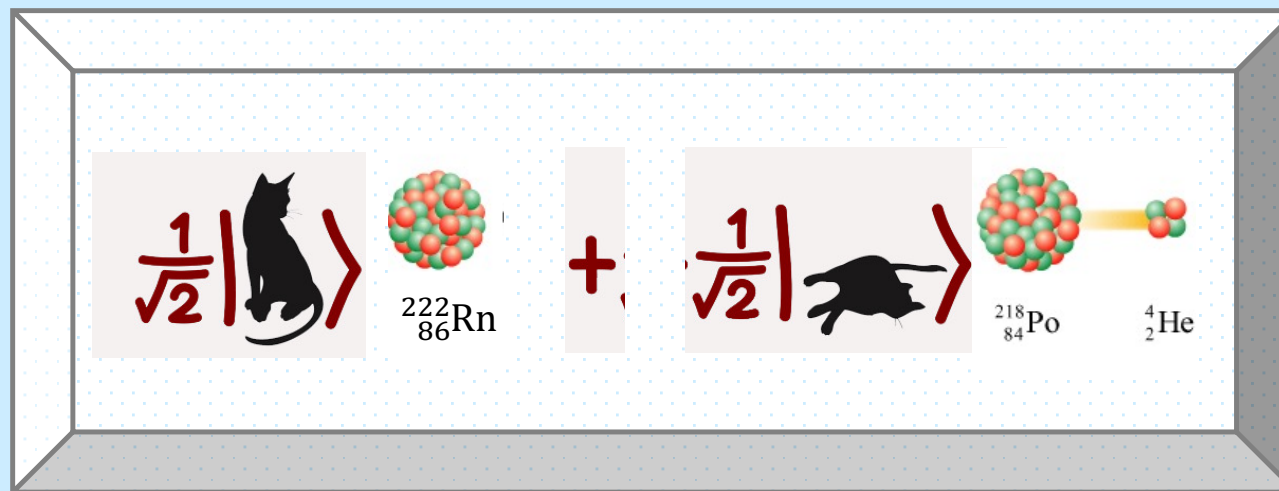 1/√2 | ⟩ ²²²₈₆Rn + 1/√2 | ⟩ ²¹⁸₈₄Po ⁴₂He